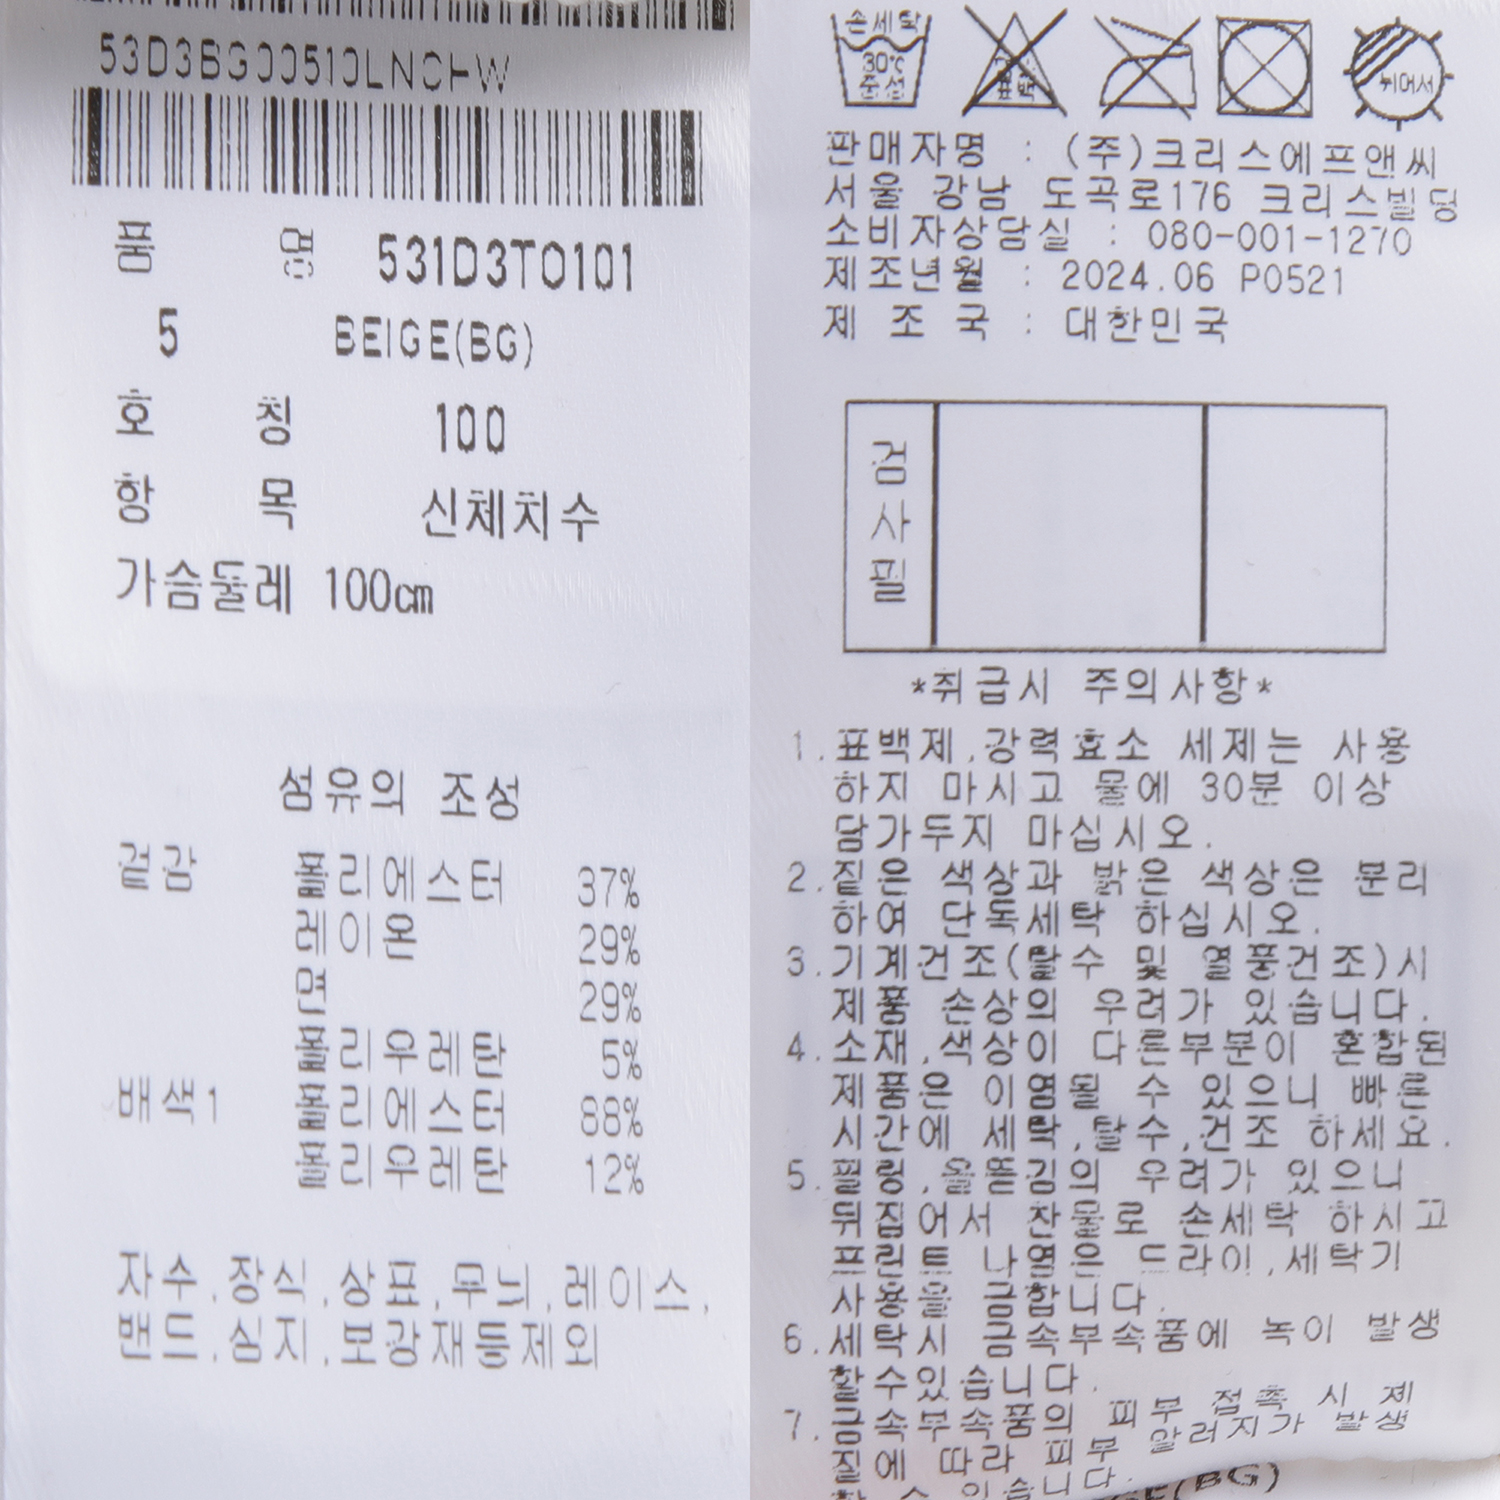 품 명 531D3TO101
5 BEIGE(BG)
호 칭 100
항 목 신체치수
가슴둘레 100cm
섬유의 조성
겉감 폴리에스터 37%
레이온 29%
면 29%
폴리우레탄 5%
배색1 폴리에스터 88%
폴리우레탄 12%
자수,장식,상표,무늬,레이스,
밴드,심지,보강재등제외
손세탁
30℃
중성
표백
뉘어서
판매자명 : (주)크리스에프앤씨
서울 강남 도곡로176 크리스빌딩
소비자상담실 : 080-001-1270
제조년월 : 2024.06 P0521
제 조 국 : 대한민국
검사필
*취급시 주의사항*
1.표백제,강력효소 세제는 사용
하지 마시고 물에 30분 이상
담가두지 마십시오.
2.짙은 색상과 밝은 색상은 분리
하여 단독세탁 하십시오.
3.기계건조(탈수 및 열풍건조)시
제품 손상의 우려가 있습니다.
4.소재,색상이 다른부분이 혼합된
제품은 이염될 수 있으니 빠른
시간에 세탁,탈수,건조 하세요.
5.필링,올뜯김의 우려가 있으니
뒤집어서 찬물로 손세탁 하시고
프린트 나염은 드라이,세탁기
사용을 금합니다.
6.세탁시 금속부속품에 녹이 발생
할수있습니다.
7.금속부속품의 피부 접촉 시 체
질에 따라 피부 알러지가 발생
할 수 있습니다.